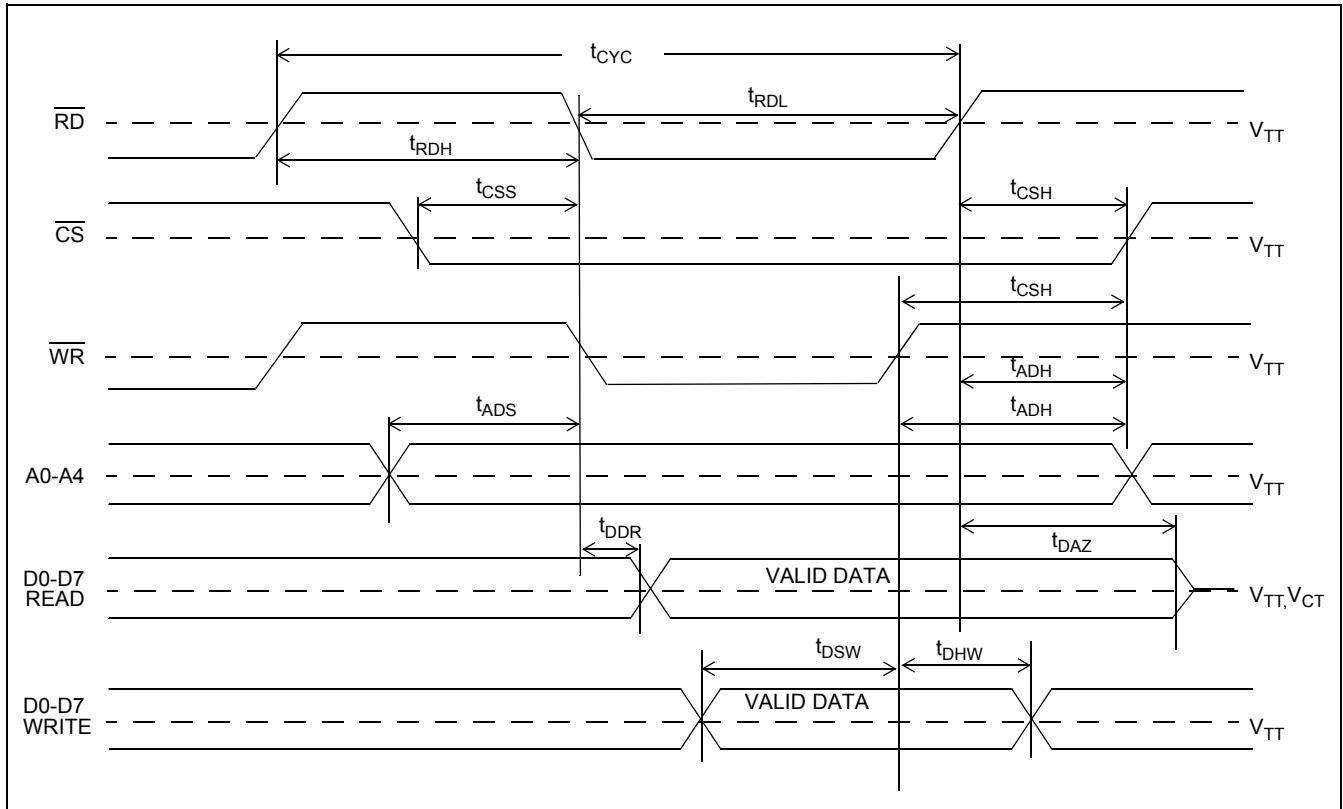 tCYC
RD
tRDL
VTT
tRDH
tCSS
tCSH
CS
VTT
tCSH
WR
VTT
tADH
tADS
tADH
A0-A4
VTT
tDDR
tDAZ
D0-D7
READ
VALID DATA
VTT,VCT
tDSW
tDHW
D0-D7
WRITE
VALID DATA
VTT